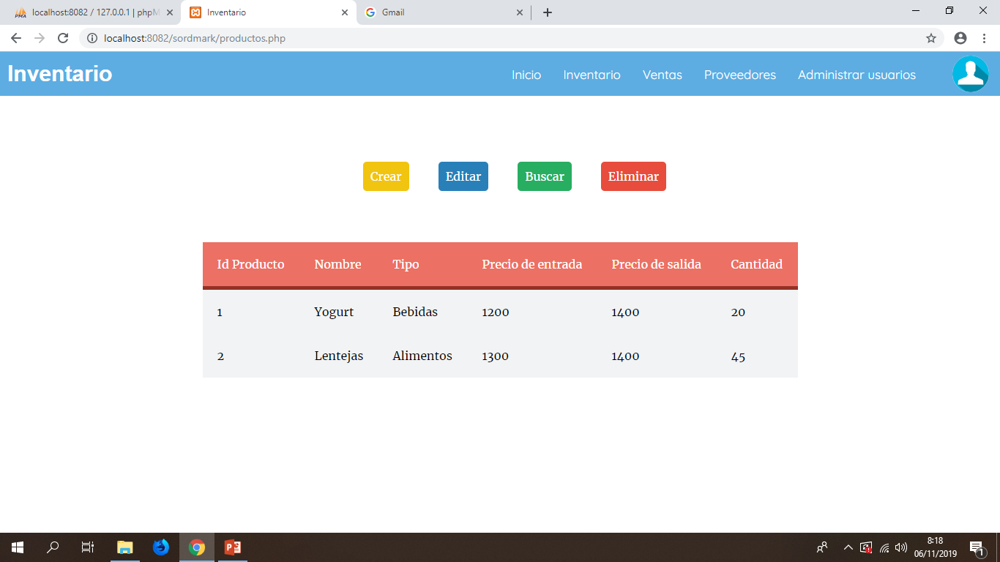 localhost:8082 / 127.0.0.1 | phpM
Inventario
Gmail
localhost:8082/sordmark/productos.php
Inventario
Inicio Inventario Ventas Proveedores Administrar usuarios
Crear Editar Buscar Eliminar
Id Producto Nombre Tipo Precio de entrada Precio de salida Cantidad
1 Yogurt Bebidas 1200 1400 20
2 Lentejas Alimentos 1300 1400 45
8:18
06/11/2019
1